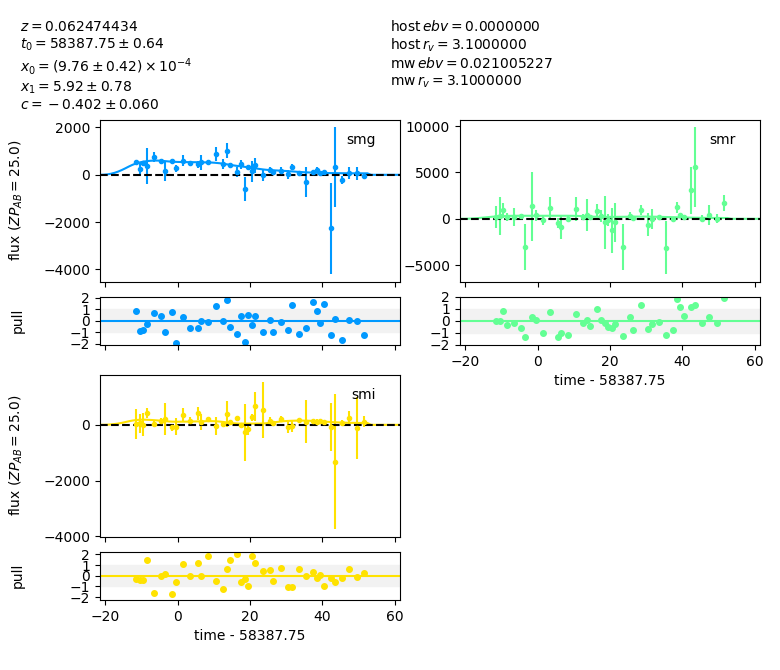 z = 0.062474434
t₀ = 58387.75 ± 0.64
x₀ = (9.76 ± 0.42) × 10⁻⁴
x₁ = 5.92 ± 0.78
c = −0.402 ± 0.060
host ebv = 0.0000000
host r_v = 3.1000000
mw ebv = 0.021005227
mw r_v = 3.1000000
smg
2000
0
−2000
−4000
flux (ZP_AB = 25.0)
smr
10000
5000
0
−5000
2
1
0
−1
−2
pull
2
1
0
−1
−2
−20
0
20
40
60
time - 58387.75
smi
0
−2000
−4000
flux (ZP_AB = 25.0)
2
1
0
−1
−2
pull
−20
0
20
40
60
time - 58387.75